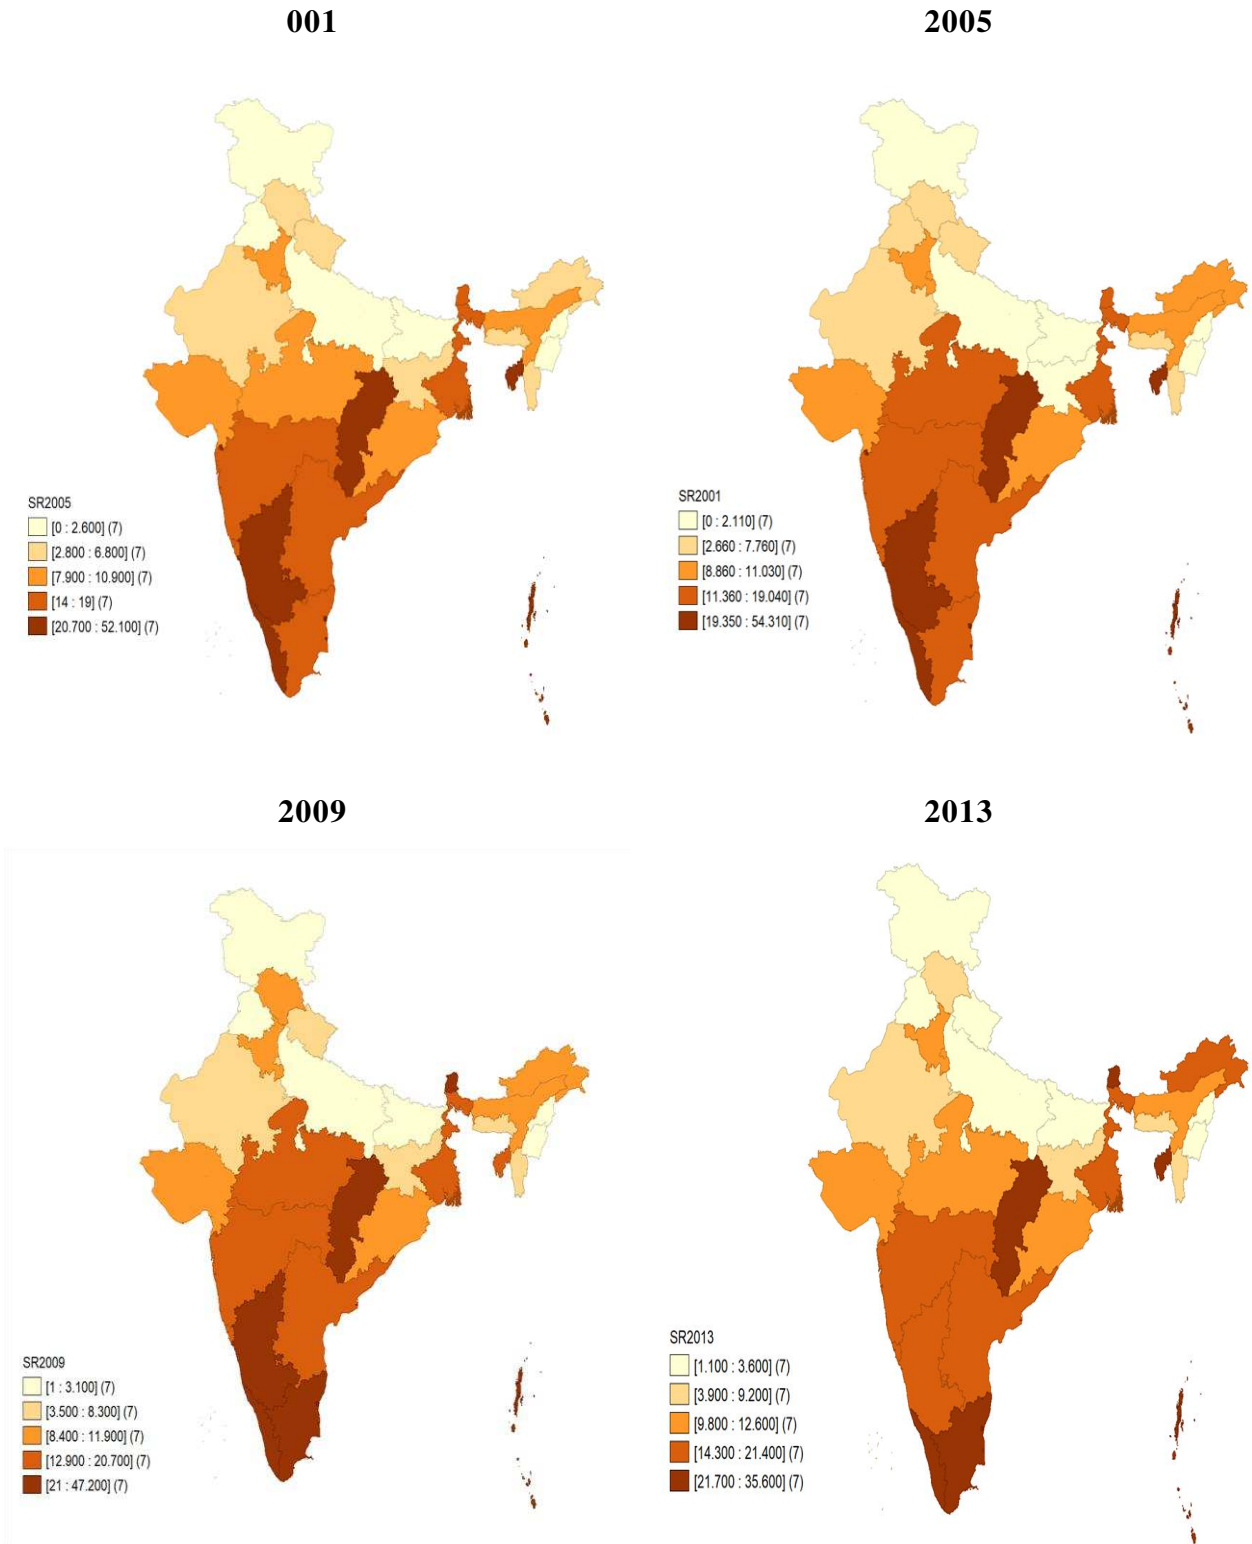 001
2005
SR2005
[0 : 2.600] (7)
[2.800 : 6.800] (7)
[7.900 : 10.900] (7)
[14 : 19] (7)
[20.700 : 52.100] (7)
SR2001
[0 : 2.110] (7)
[2.660 : 7.760] (7)
[8.860 : 11.030] (7)
[11.360 : 19.040] (7)
[19.350 : 54.310] (7)
2009
2013
SR2009
[1 : 3.100] (7)
[3.500 : 8.300] (7)
[8.400 : 11.900] (7)
[12.900 : 20.700] (7)
[21 : 47.200] (7)
SR2013
[1.100 : 3.600] (7)
[3.900 : 9.200] (7)
[9.800 : 12.600] (7)
[14.300 : 21.400] (7)
[21.700 : 35.600] (7)